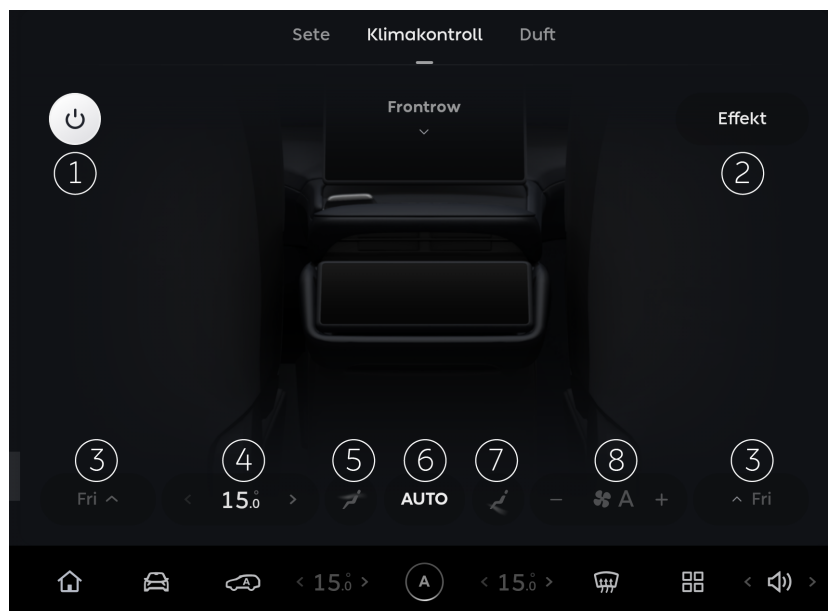 Sete Klimakontroll Duft
Frontrow
Effekt
1 2
3 4 5 6 7 8 3
Fri 15.0° AUTO − A + Fri
A < 15.0° > A < 15.0° > < >